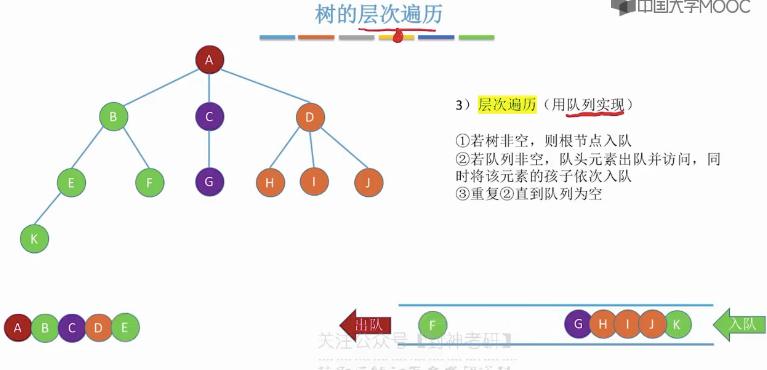 树的层次遍历
中国大学MOOC
A
B
C
D
3）层次遍历（用队列实现）
①若树非空，则根节点入队
②若队列非空，队头元素出队并访问，同
时将该元素的孩子依次入队
③重复②直到队列为空
E
F
G
H
I
J
K
A B C D E
出队
F
G H I J K
入队
关注公众号【封神考研】